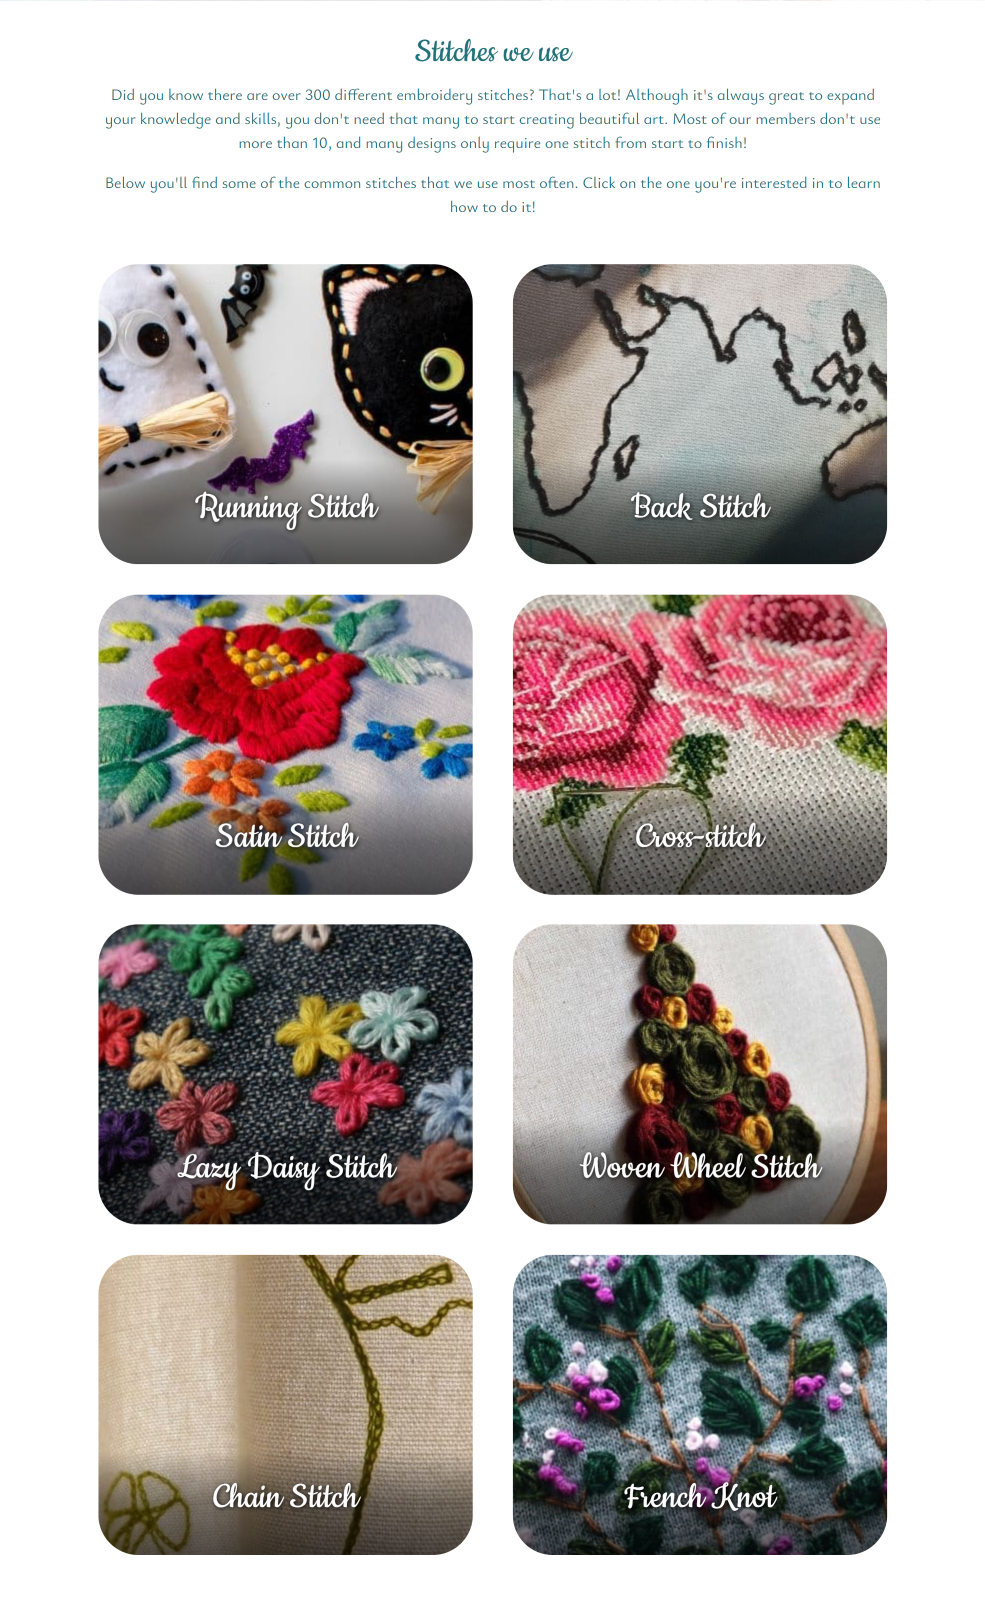 Stitches we use
Did you know there are over 300 different embroidery stitches? That's a lot! Although it's always great to expand
your knowledge and skills, you don't need that many to start creating beautiful art. Most of our members don't use
more than 10, and many designs only require one stitch from start to finish!
Below you'll find some of the common stitches that we use most often. Click on the one you're interested in to learn
how to do it!
Running Stitch
Back Stitch
Satin Stitch
Cross-stitch
Lazy Daisy Stitch
Woven Wheel Stitch
Chain Stitch
French Knot